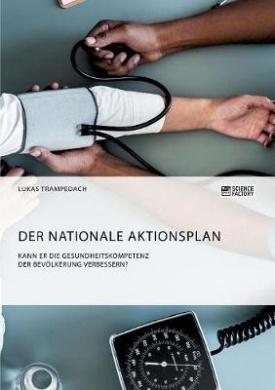 LUKAS TRAMPEDACH
SCIENCE
FACTORY
DER NATIONALE AKTIONSPLAN
KANN ER DIE GESUNDHEITSKOMPETENZ
DER BEVÖLKERUNG VERBESSERN?